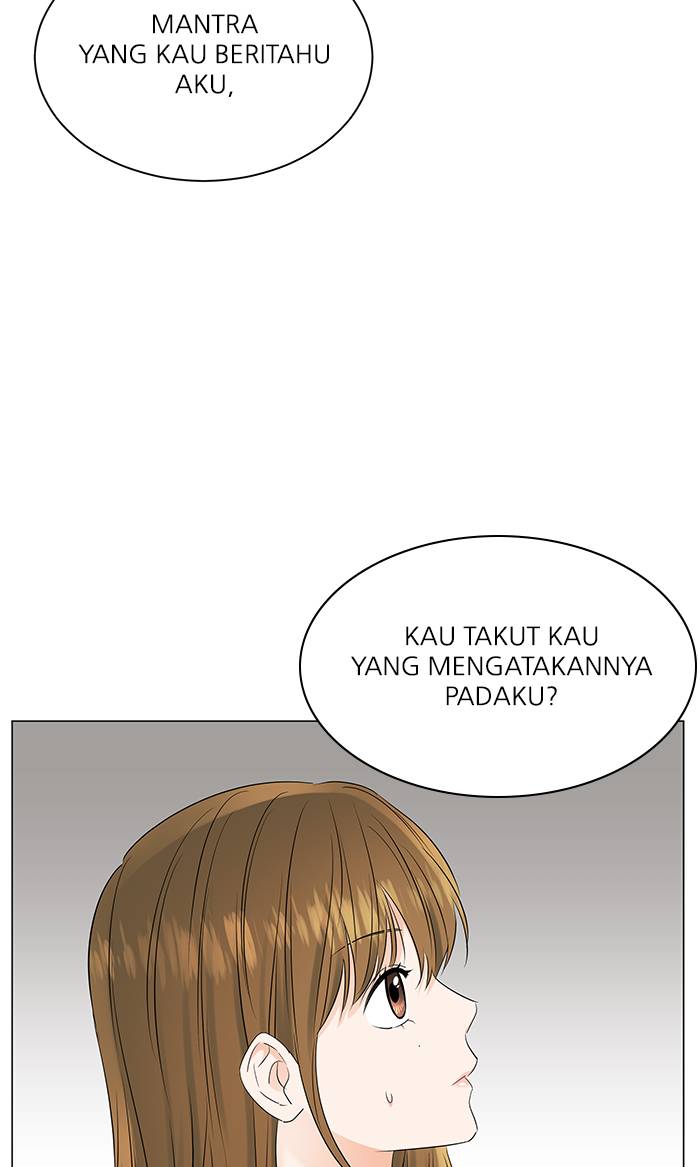 MANTRA
YANG KAU BERITAHU
AKU,
KAU TAKUT KAU
YANG MENGATAKANNYA
PADAKU?